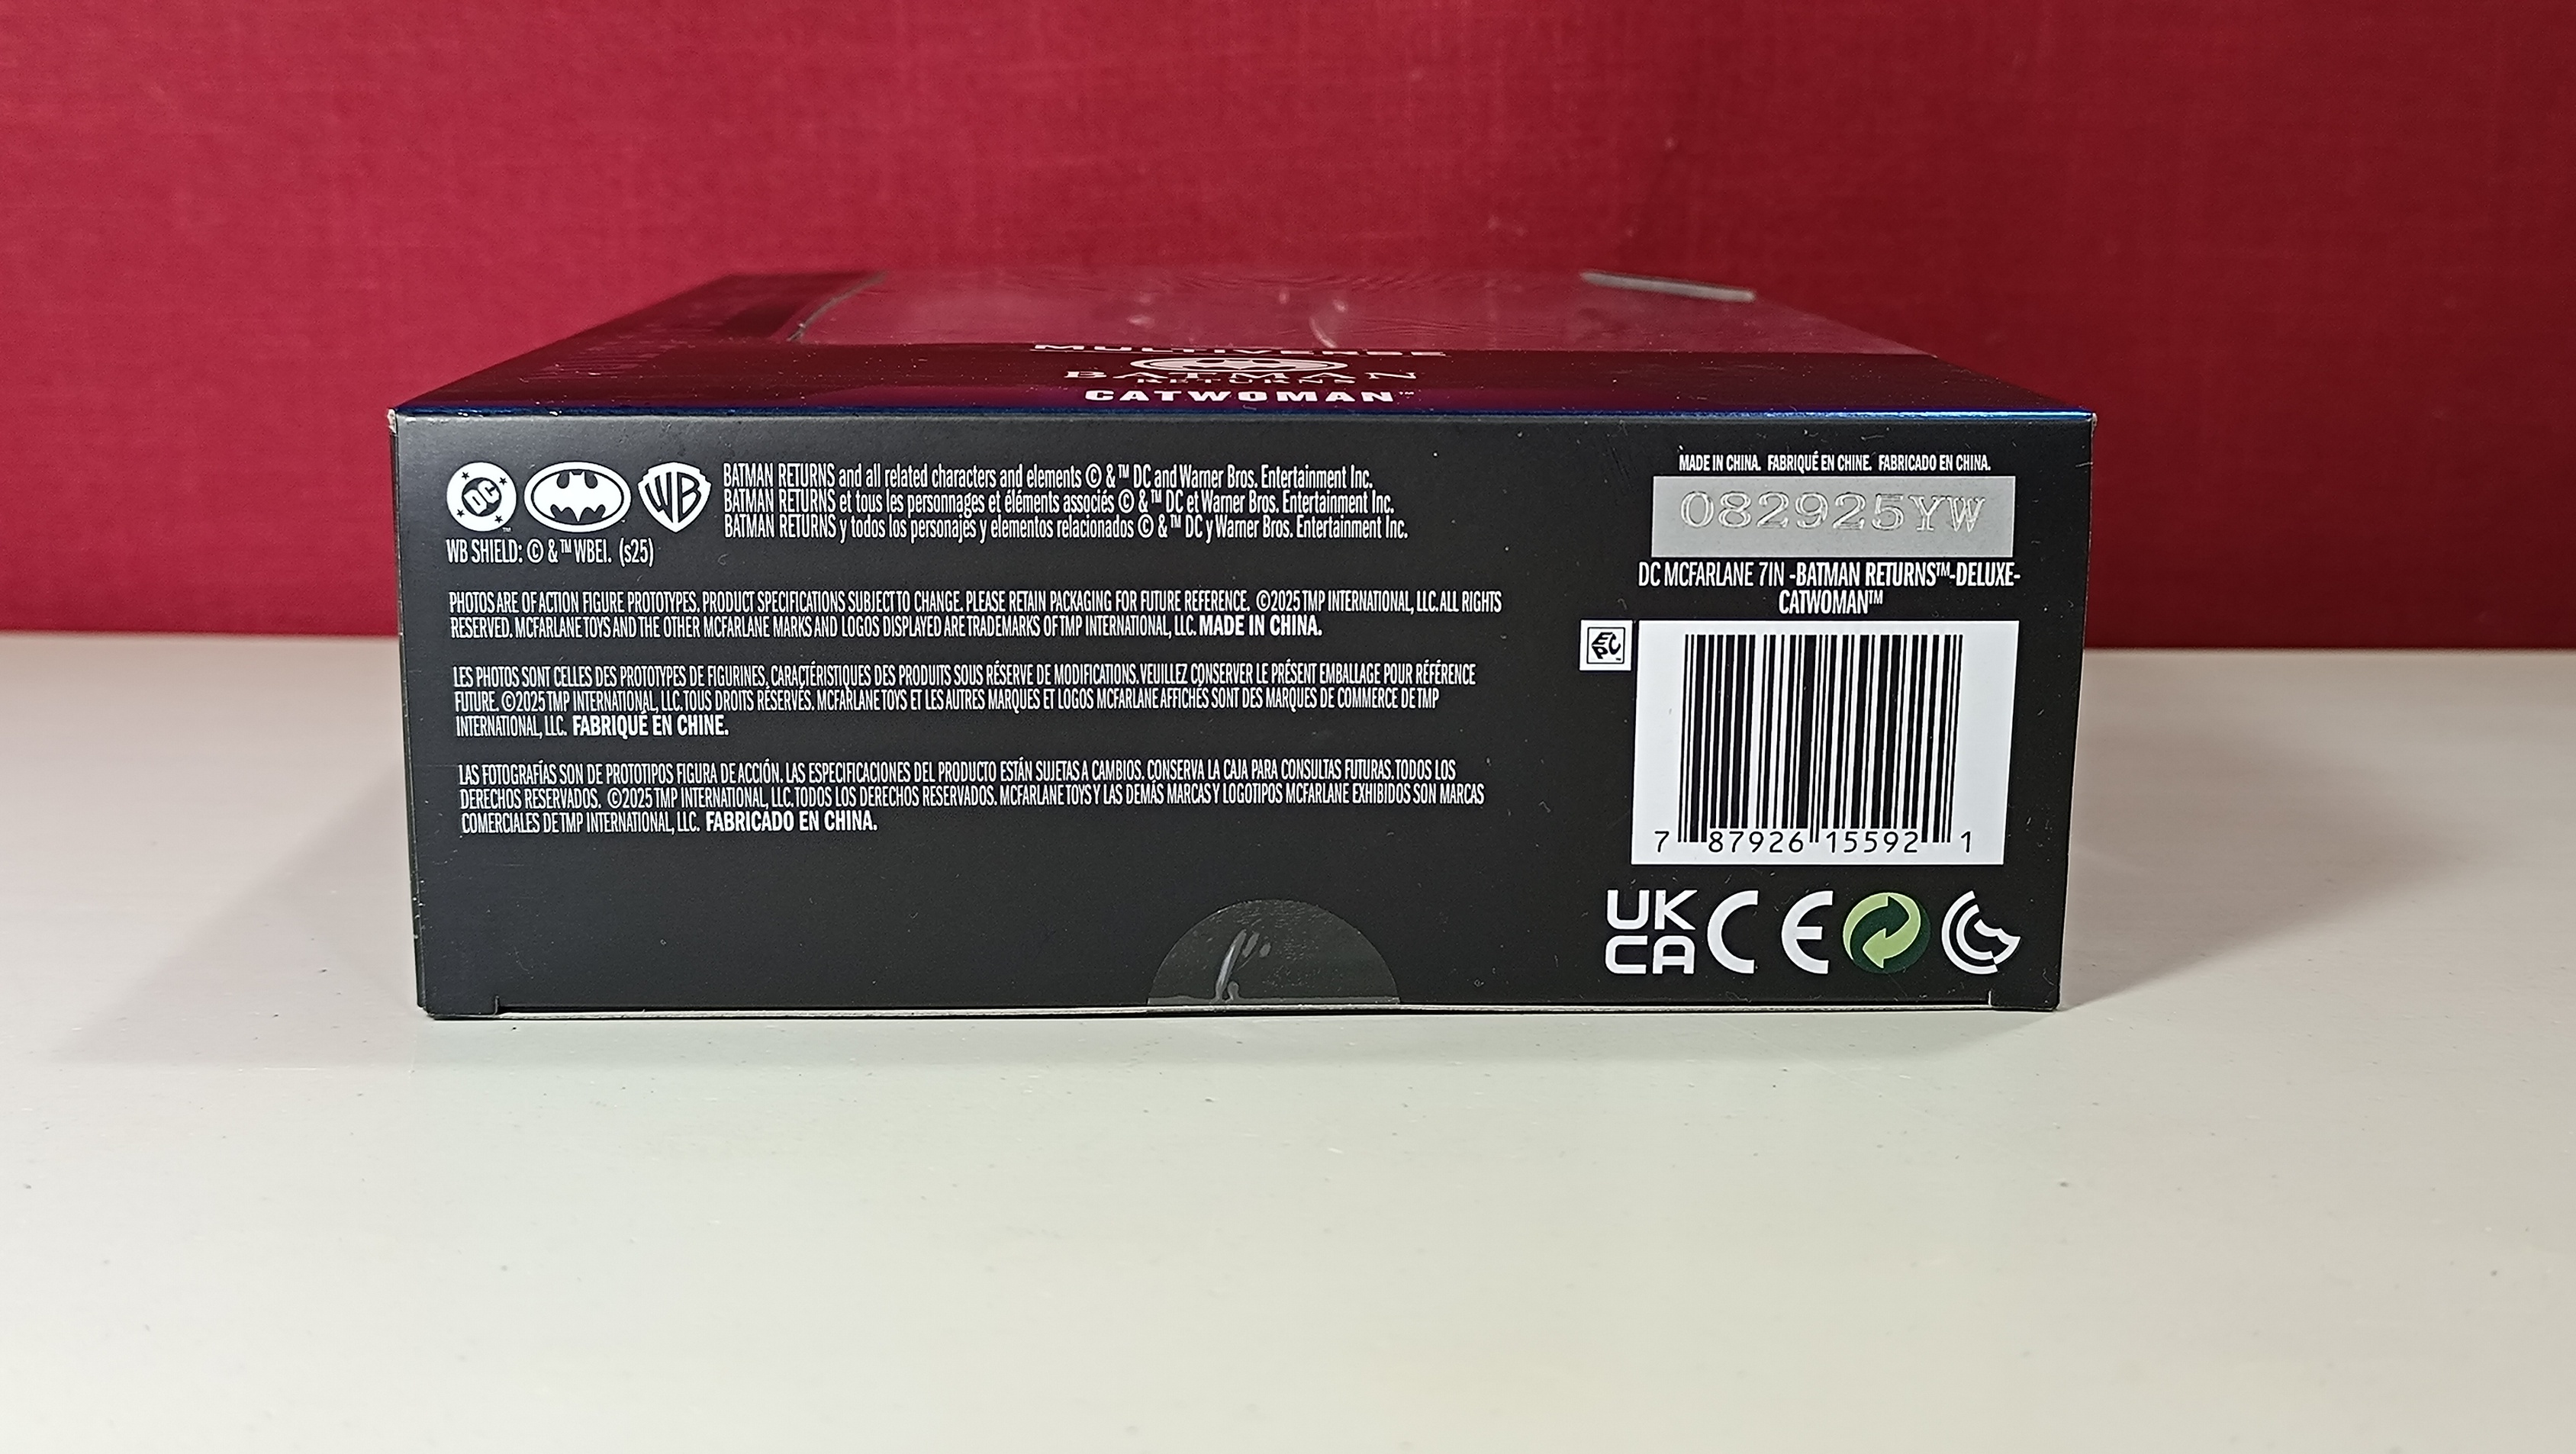 MULTIVERSE
BATMAN
RETURNS
CATWOMAN™
DC™
WB
BATMAN RETURNS and all related characters and elements © & ™ DC and Warner Bros. Entertainment Inc.
BATMAN RETURNS et tous les personnages et éléments associés © & ™ DC et Warner Bros. Entertainment Inc.
BATMAN RETURNS y todos los personajes y elementos relacionados © & ™ DC y Warner Bros. Entertainment Inc.
WB SHIELD: © & ™ WBEI. (s25)
PHOTOS ARE OF ACTION FIGURE PROTOTYPES. PRODUCT SPECIFICATIONS SUBJECT TO CHANGE. PLEASE RETAIN PACKAGING FOR FUTURE REFERENCE. ©2025 TMP INTERNATIONAL, LLC. ALL RIGHTS
RESERVED. MCFARLANE TOYS AND THE OTHER MCFARLANE MARKS AND LOGOS DISPLAYED ARE TRADEMARKS OF TMP INTERNATIONAL, LLC. MADE IN CHINA.
LES PHOTOS SONT CELLES DES PROTOTYPES DE FIGURINES, CARACTÉRISTIQUES DES PRODUITS SOUS RÉSERVE DE MODIFICATIONS. VEUILLEZ CONSERVER LE PRÉSENT EMBALLAGE POUR RÉFÉRENCE
FUTURE. ©2025 TMP INTERNATIONAL, LLC. TOUS DROITS RÉSERVÉS. MCFARLANE TOYS ET LES AUTRES MARQUES ET LOGOS MCFARLANE AFFICHÉS SONT DES MARQUES DE COMMERCE DE TMP
INTERNATIONAL, LLC. FABRIQUÉ EN CHINE.
LAS FOTOGRAFÍAS SON DE PROTOTIPOS FIGURA DE ACCIÓN. LAS ESPECIFICACIONES DEL PRODUCTO ESTÁN SUJETAS A CAMBIOS. CONSERVA LA CAJA PARA CONSULTAS FUTURAS. TODOS LOS
DERECHOS RESERVADOS. ©2025 TMP INTERNATIONAL, LLC. TODOS LOS DERECHOS RESERVADOS. MCFARLANE TOYS Y LAS DEMÁS MARCAS Y LOGOTIPOS MCFARLANE EXHIBIDOS SON MARCAS
COMERCIALES DE TMP INTERNATIONAL, LLC. FABRICADO EN CHINA.
MADE IN CHINA. FABRIQUÉ EN CHINE. FABRICADO EN CHINA.
082925YW
DC MCFARLANE 7IN -BATMAN RETURNS™-DELUXE-
CATWOMAN™
EPC
7 87926 15592 1
UK
CA CE